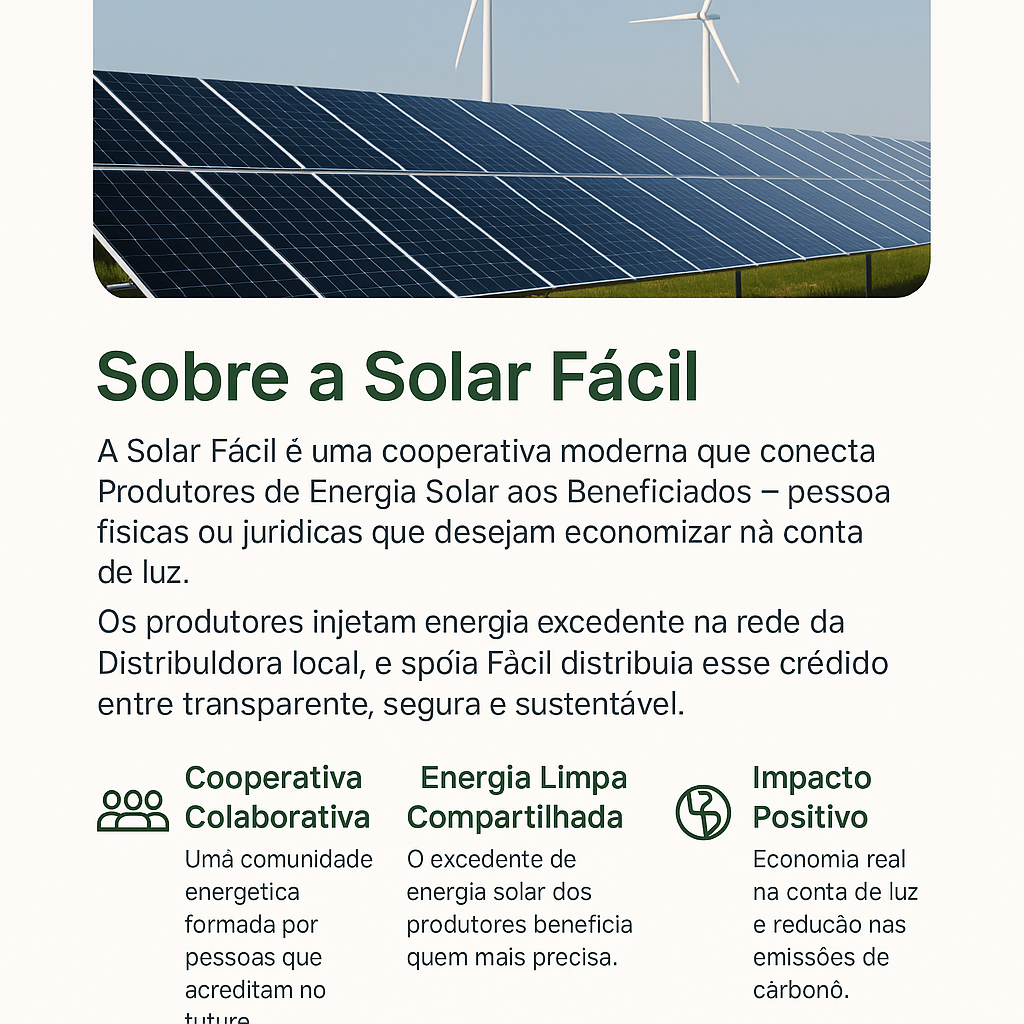 Sobre a Solar Fácil
A Solar Fácil é uma cooperativa moderna que conecta
Produtores de Energia Solar aos Beneficiados – pessoa
fisicas ou juridicas que desejam economizar nà conta
de luz.
Os produtores injetam energia excedente na rede da
Distribuldora local, e spóia Fàcil distribuia esse crédido
entre transparente, segura e sustentável.
Cooperativa
Colaborativa
Umà comunidade
energetica
formada por
pessoas que
acreditam no
tuture
Energia Limpa
Compartilhada
O excedente de
energia solar dos
produtores beneficia
quem mais precisa.
Impacto
Positivo
Economia real
na conta de luz
e reducão nas
emissões de
cárbonô.